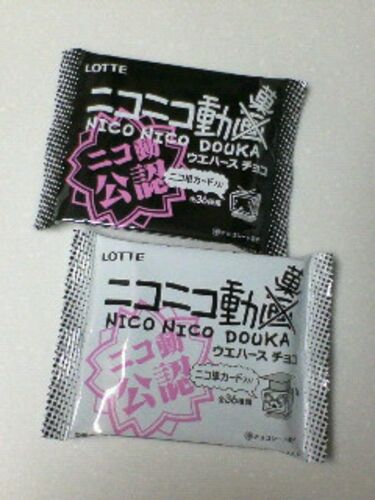 LOTTE
ニコニコ動画
菓
NICO NICO DOUKA
ウエハース チョコ
ニコ動
公認
ニコ動カード入り
全36種類
LOTTE
ニコニコ動画
菓
NICO NICO DOUKA
ウエハース チョコ
ニコ動
公認
ニコ動カード入り
全36種類